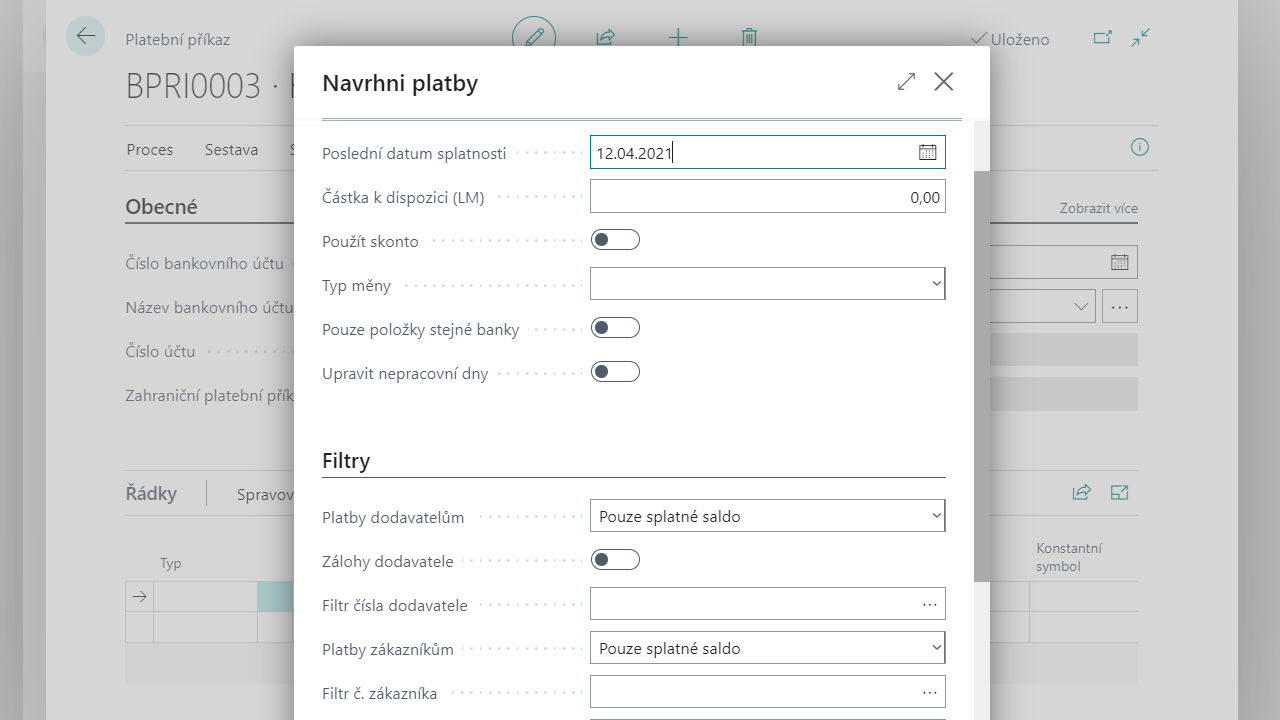 Platební příkaz
Uloženo
BPRI0003 ·
Navrhni platby
Proces Sestava
Obecné
Zobrazit více
Číslo bankovního účtu
Název bankovního účtu
Číslo účtu
Zahraniční platební přík
Řádky Spravov
Typ
Konstantní
symbol
Poslední datum splatnosti 12.04.2021
Částka k dispozici (LM) 0,00
Použít skonto
Typ měny
Pouze položky stejné banky
Upravit nepracovní dny
Filtry
Platby dodavatelům Pouze splatné saldo
Zálohy dodavatele
Filtr čísla dodavatele
Platby zákazníkům Pouze splatné saldo
Filtr č. zákazníka